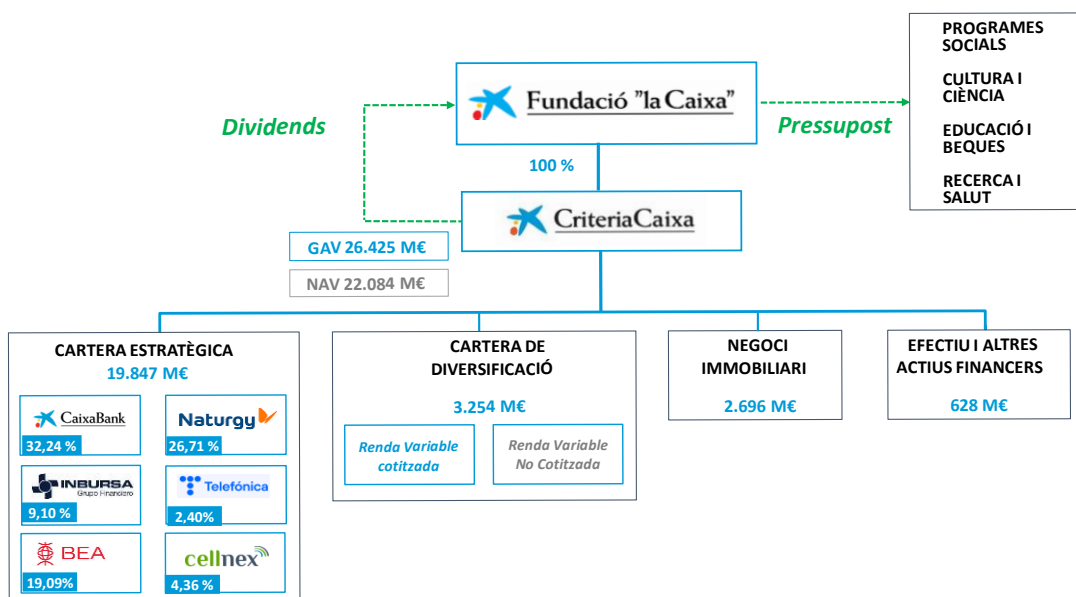 PROGRAMES
SOCIALS
CULTURA I
CIÈNCIA
EDUCACIÓ I
BEQUES
RECERCA I
SALUT
Fundació "la Caixa"
Dividends
Pressupost
100 %
CriteriaCaixa
GAV 26.425 M€
NAV 22.084 M€
CARTERA ESTRATÈGICA
19.847 M€
CaixaBank
32,24 %
Naturgy
26,71 %
INBURSA
Grupo Financiero
9,10 %
Telefónica
2,40%
BEA
19,09%
cellnex
4,36 %
CARTERA DE
DIVERSIFICACIÓ
3.254 M€
Renda Variable
cotitzada
Renda Variable
No Cotitzada
NEGOCI
IMMOBILIARI
2.696 M€
EFECTIU I ALTRES
ACTIUS FINANCERS
628 M€